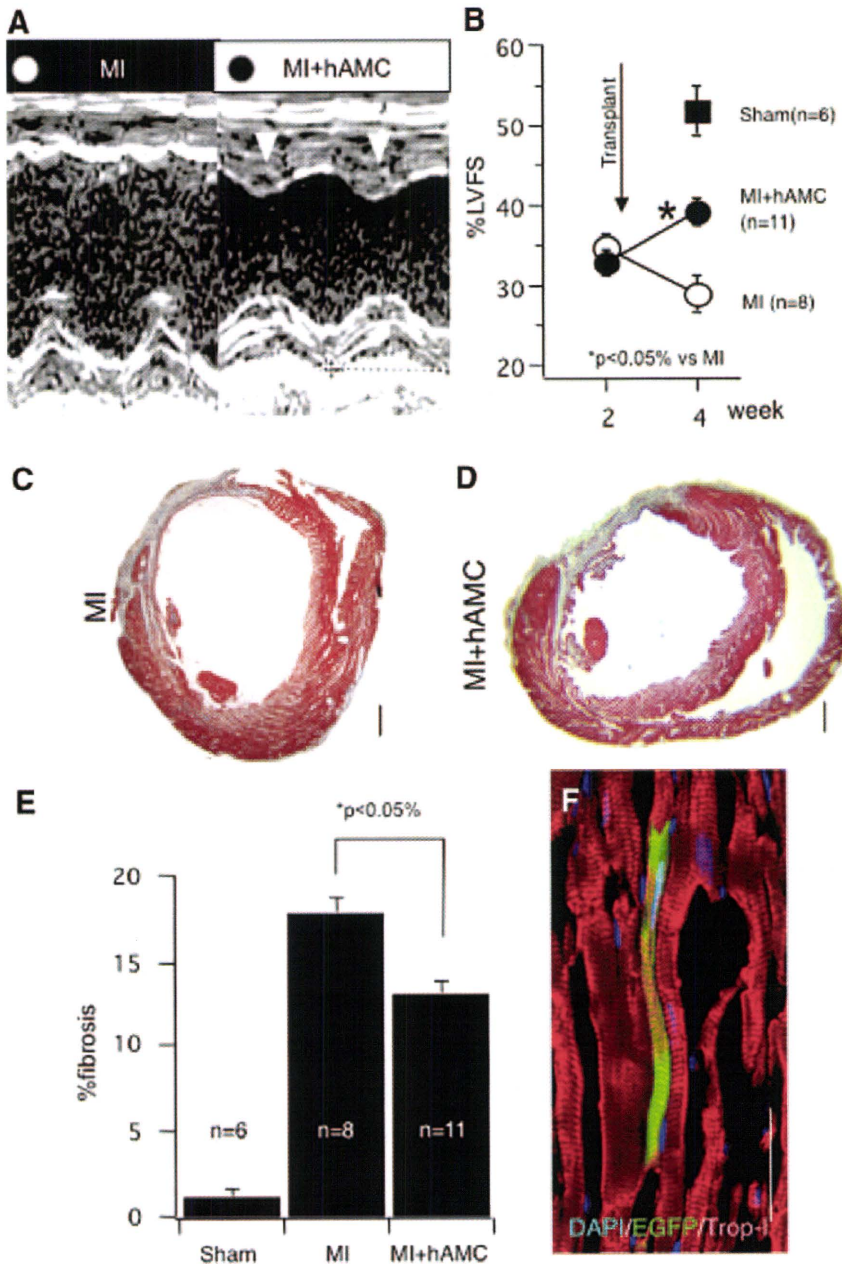 A
MI
MI+hAMC
B
60
50
40
30
20
%LVFS
Transplant
Sham(n=6)
*
MI+hAMC
(n=11)
MI (n=8)
*p<0.05% vs MI
2
4
week
C
MI
D
MI+hAMC
E
*p<0.05%
20
15
10
5
0
%fibrosis
n=6
n=8
n=11
Sham
MI
MI+hAMC
F
DAPI/EGFP/Trop-I